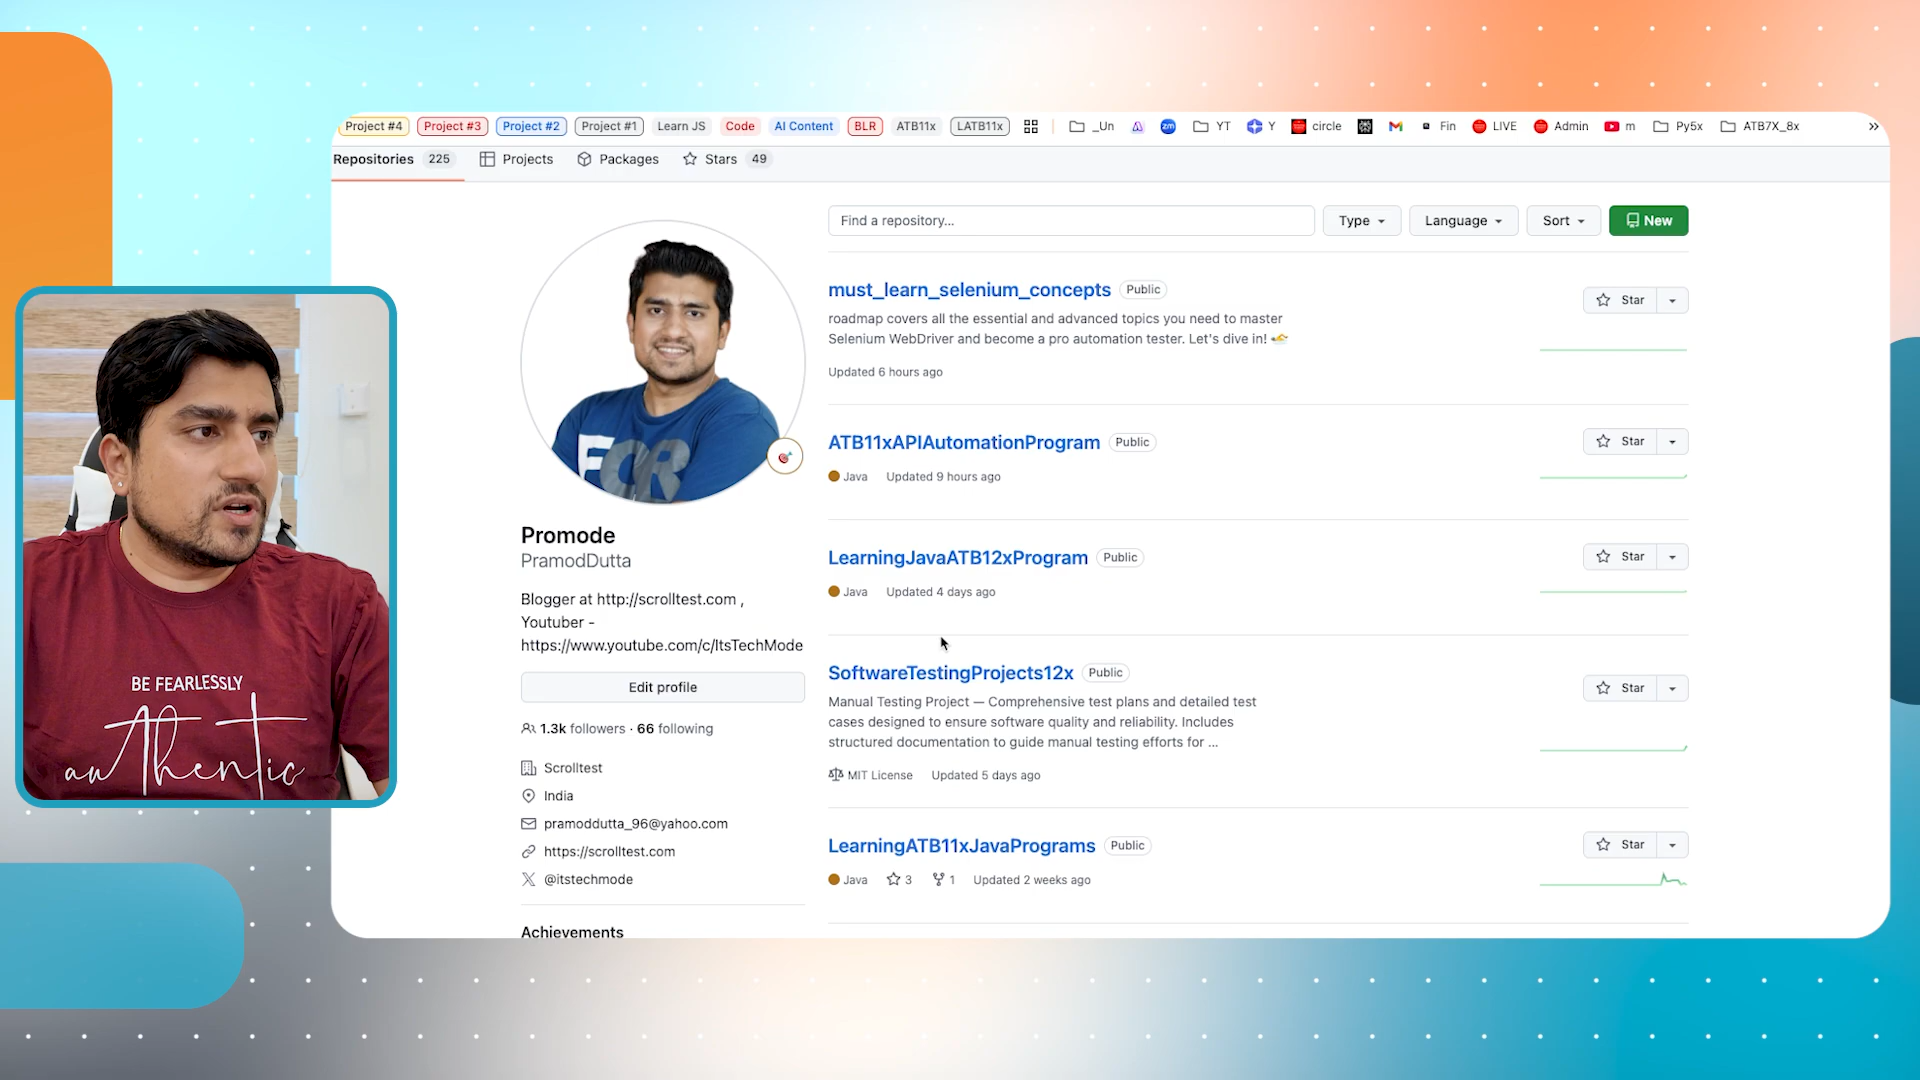 Project #4 Project #3 Project #2 Project #1 Learn JS Code AI Content BLR ATB11x LATB11x _Un zm YT Y circle Fin LIVE Admin m Py5x ATB7X_8x »
Repositories 225 Projects Packages Stars 49
Find a repository... Type Language Sort New
must_learn_selenium_concepts Public Star
roadmap covers all the essential and advanced topics you need to master
Selenium WebDriver and become a pro automation tester. Let's dive in!
Updated 6 hours ago
ATB11xAPIAutomationProgram Public Star
Java Updated 9 hours ago
LearningJavaATB12xProgram Public Star
Java Updated 4 days ago
SoftwareTestingProjects12x Public Star
Manual Testing Project — Comprehensive test plans and detailed test
cases designed to ensure software quality and reliability. Includes
structured documentation to guide manual testing efforts for ...
MIT License Updated 5 days ago
LearningATB11xJavaPrograms Public Star
Java 3 1 Updated 2 weeks ago
Promode
PramodDutta
Blogger at http://scrolltest.com ,
Youtuber -
https://www.youtube.com/c/ItsTechMode
Edit profile
1.3k followers · 66 following
Scrolltest
India
pramoddutta_96@yahoo.com
https://scrolltest.com
@itstechmode
Achievements
BE FEARLESSLY
authentic